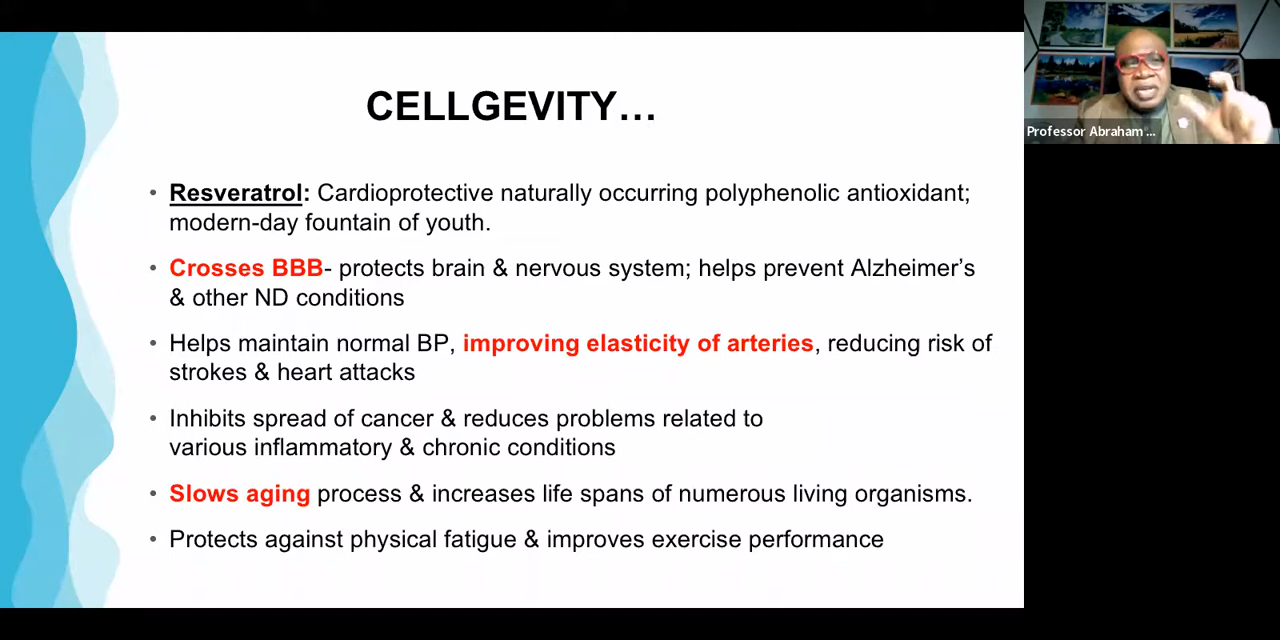 CELLGEVITY...
• Resveratrol: Cardioprotective naturally occurring polyphenolic antioxidant;
modern-day fountain of youth.
• Crosses BBB- protects brain & nervous system; helps prevent Alzheimer's
& other ND conditions
• Helps maintain normal BP, improving elasticity of arteries, reducing risk of
strokes & heart attacks
• Inhibits spread of cancer & reduces problems related to
various inflammatory & chronic conditions
• Slows aging process & increases life spans of numerous living organisms.
• Protects against physical fatigue & improves exercise performance
Professor Abraham ...